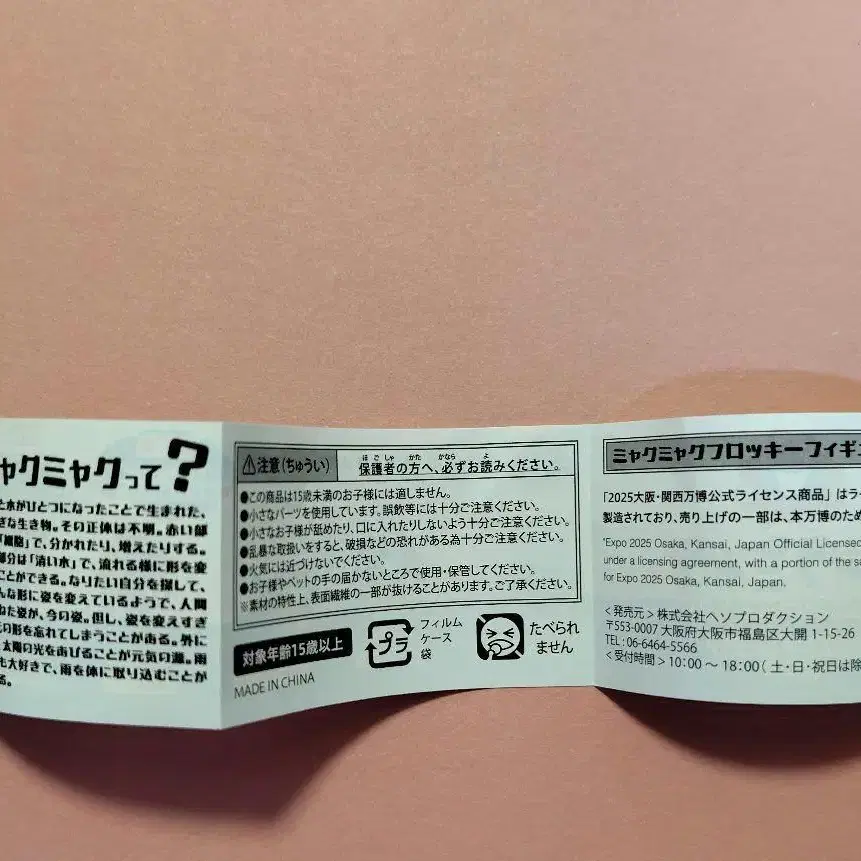 ャクミャクって?
と水がひとつになったことで生まれた、
さな生き物。その正体は不明。赤い部
「細胞」で、分かれたり、増えたりする。
部分は「清い水」で、流れる様に形を変
ことができる。なりたい自分を探して、
んな形に姿を変えているようで、人間
ねた姿が、今の姿。但し、姿を変えすぎ
元の形を忘れてしまうことがある。外に
太陽の光をあびることが元気の源。雨
も大好きで、雨を体に取り込むことが
る。
⚠注意(ちゅうい)
ほごしゃ かた かなら よ
保護者の方へ、必ずお読みください。
●この商品は15歳未満のお子様には適しません。
●小さなパーツを使用しています。誤飲等には十分ご注意ください。
●小さなお子様が舐めたり、口に入れたりしないよう十分ご注意ください。
●乱暴な取扱いをすると、破損などの恐れがある為十分ご注意ください。
●火気には近づけないでください。
●お子様やペットの手の届かないところで使用・保管してください。
※素材の特性上、表面繊維の一部が抜けることがあります。ご了承ください。
対象年齢15歳以上
プラ
フィルム
ケース
袋
たべられ
ません
MADE IN CHINA
ミャクミャクフロッキーフィギュ
「2025大阪・関西万博公式ライセンス商品」はラ
製造されており、売り上げの一部は、本万博のため
"Expo 2025 Osaka, Kansai, Japan Official Licensed
under a licensing agreement, with a portion of the s
for Expo 2025 Osaka, Kansai, Japan.
<発売元> 株式会社ヘソプロダクション
〒553-0007 大阪府大阪市福島区大開 1-15-26
TEL : 06-6464-5566
<受付時間> 10:00 ～ 18:00( 土・日・祝日は除